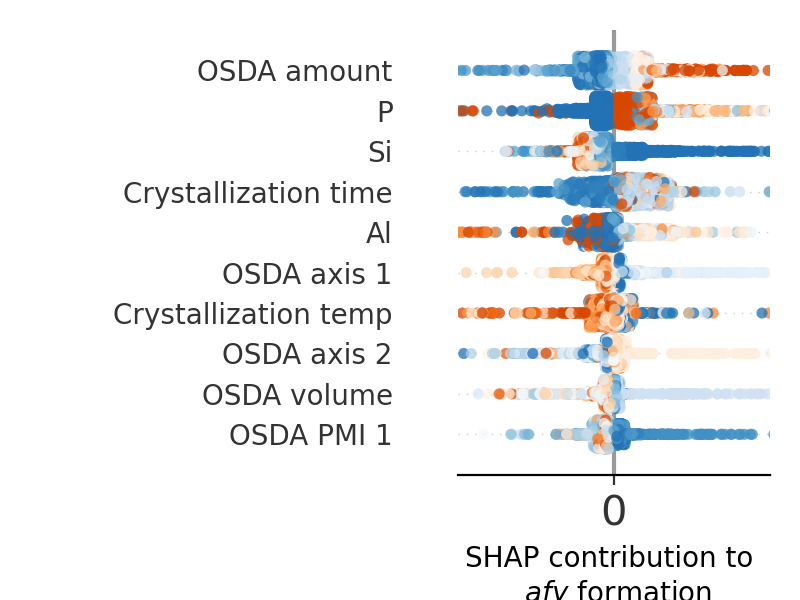 OSDA amount
P
Si
Crystallization time
Al
OSDA axis 1
Crystallization temp
OSDA axis 2
OSDA volume
OSDA PMI 1
0
SHAP contribution to
afy formation